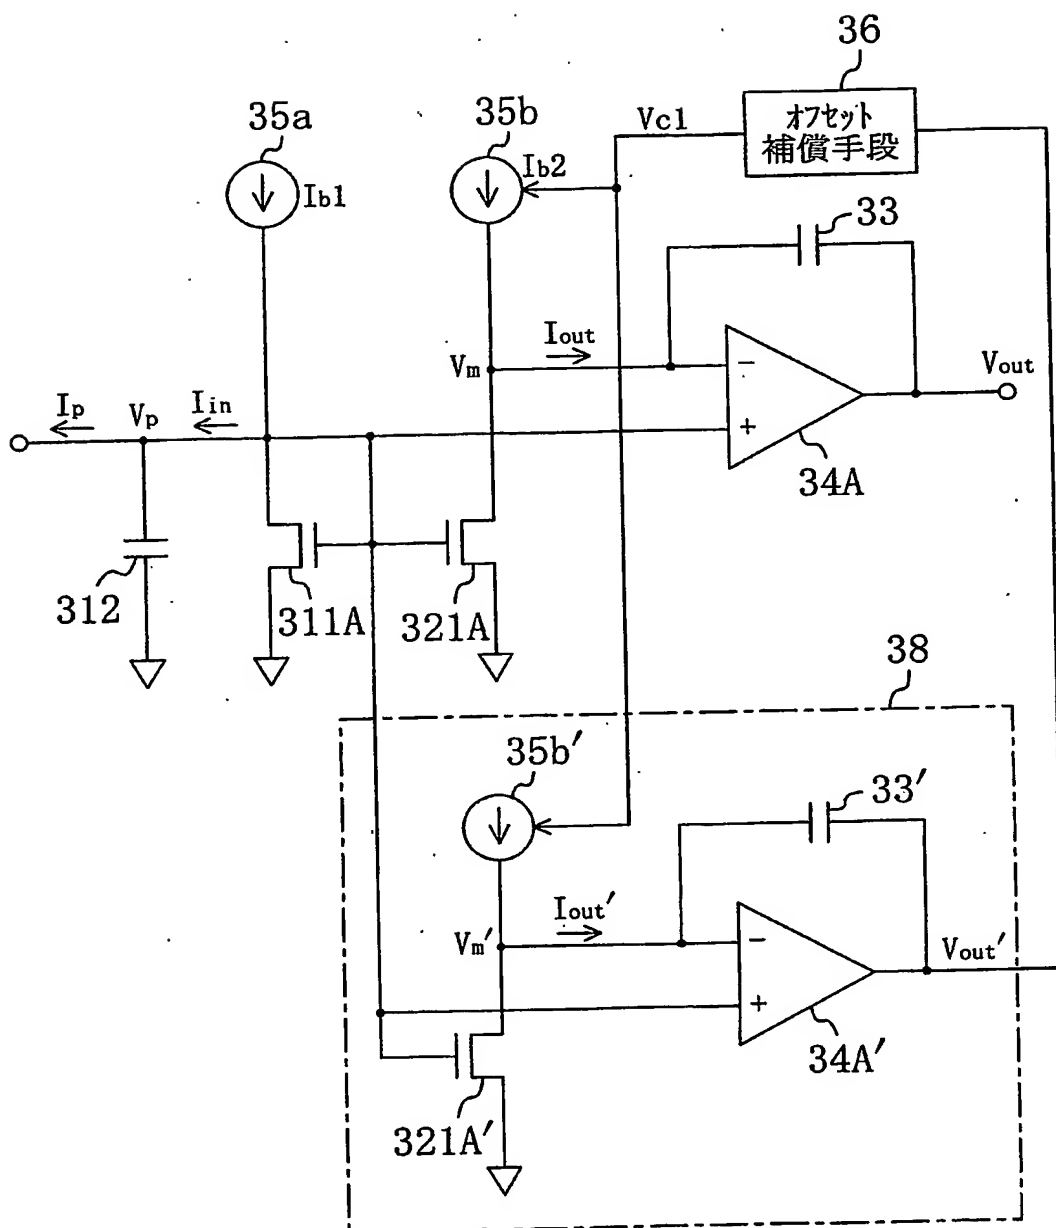 36
35a
35b
Vc1
オフセット
補償手段
Ib1
Ib2
33
Iout
Vm
−
Vout
Ip
Vp
Iin
+
34A
312
311A
321A
38
35b′
33′
Iout′
Vm′
−
Vout′
+
34A′
321A′